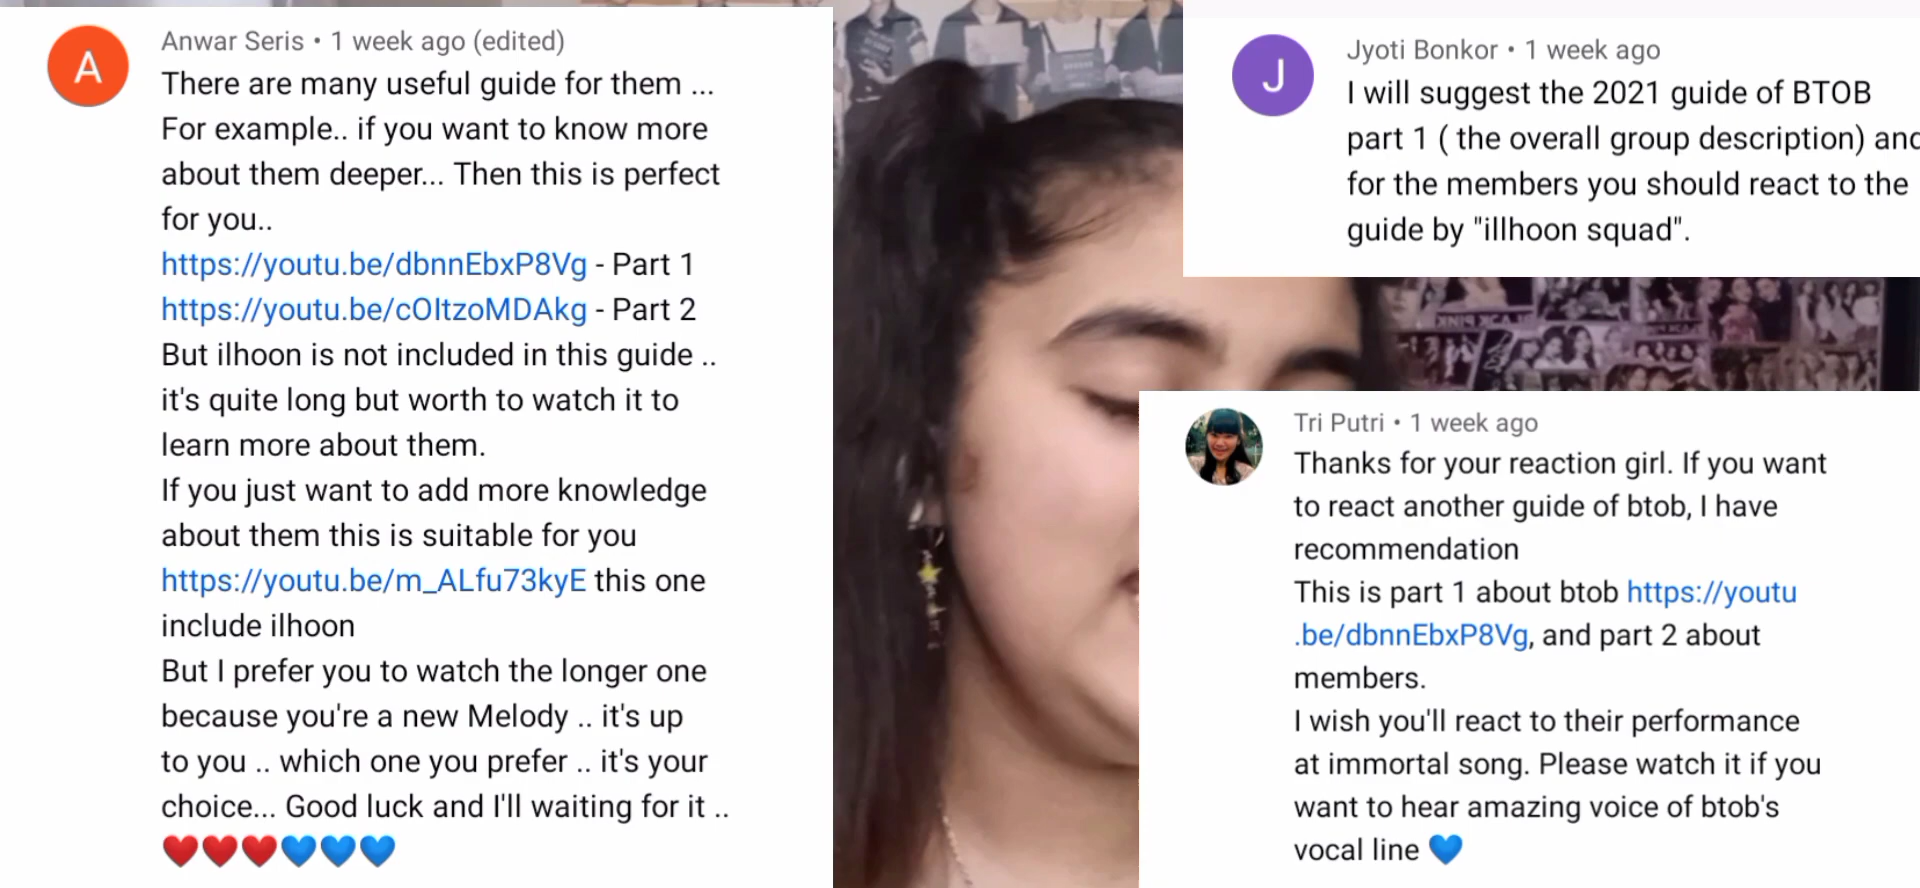 A
Anwar Seris • 1 week ago (edited)
There are many useful guide for them ...
For example.. if you want to know more
about them deeper... Then this is perfect
for you..
https://youtu.be/dbnnEbxP8Vg - Part 1
https://youtu.be/cOItzoMDAkg - Part 2
But ilhoon is not included in this guide ..
it's quite long but worth to watch it to
learn more about them.
If you just want to add more knowledge
about them this is suitable for you
https://youtu.be/m_ALfu73kyE this one
include ilhoon
But I prefer you to watch the longer one
because you're a new Melody .. it's up
to you .. which one you prefer .. it's your
choice... Good luck and I'll waiting for it ..
❤️❤️❤️💙💙💙
J
Jyoti Bonkor • 1 week ago
I will suggest the 2021 guide of BTOB
part 1 ( the overall group description) and
for the members you should react to the
guide by "illhoon squad".
Tri Putri • 1 week ago
Thanks for your reaction girl. If you want
to react another guide of btob, I have
recommendation
This is part 1 about btob https://youtu
.be/dbnnEbxP8Vg, and part 2 about
members.
I wish you'll react to their performance
at immortal song. Please watch it if you
want to hear amazing voice of btob's
vocal line 💙